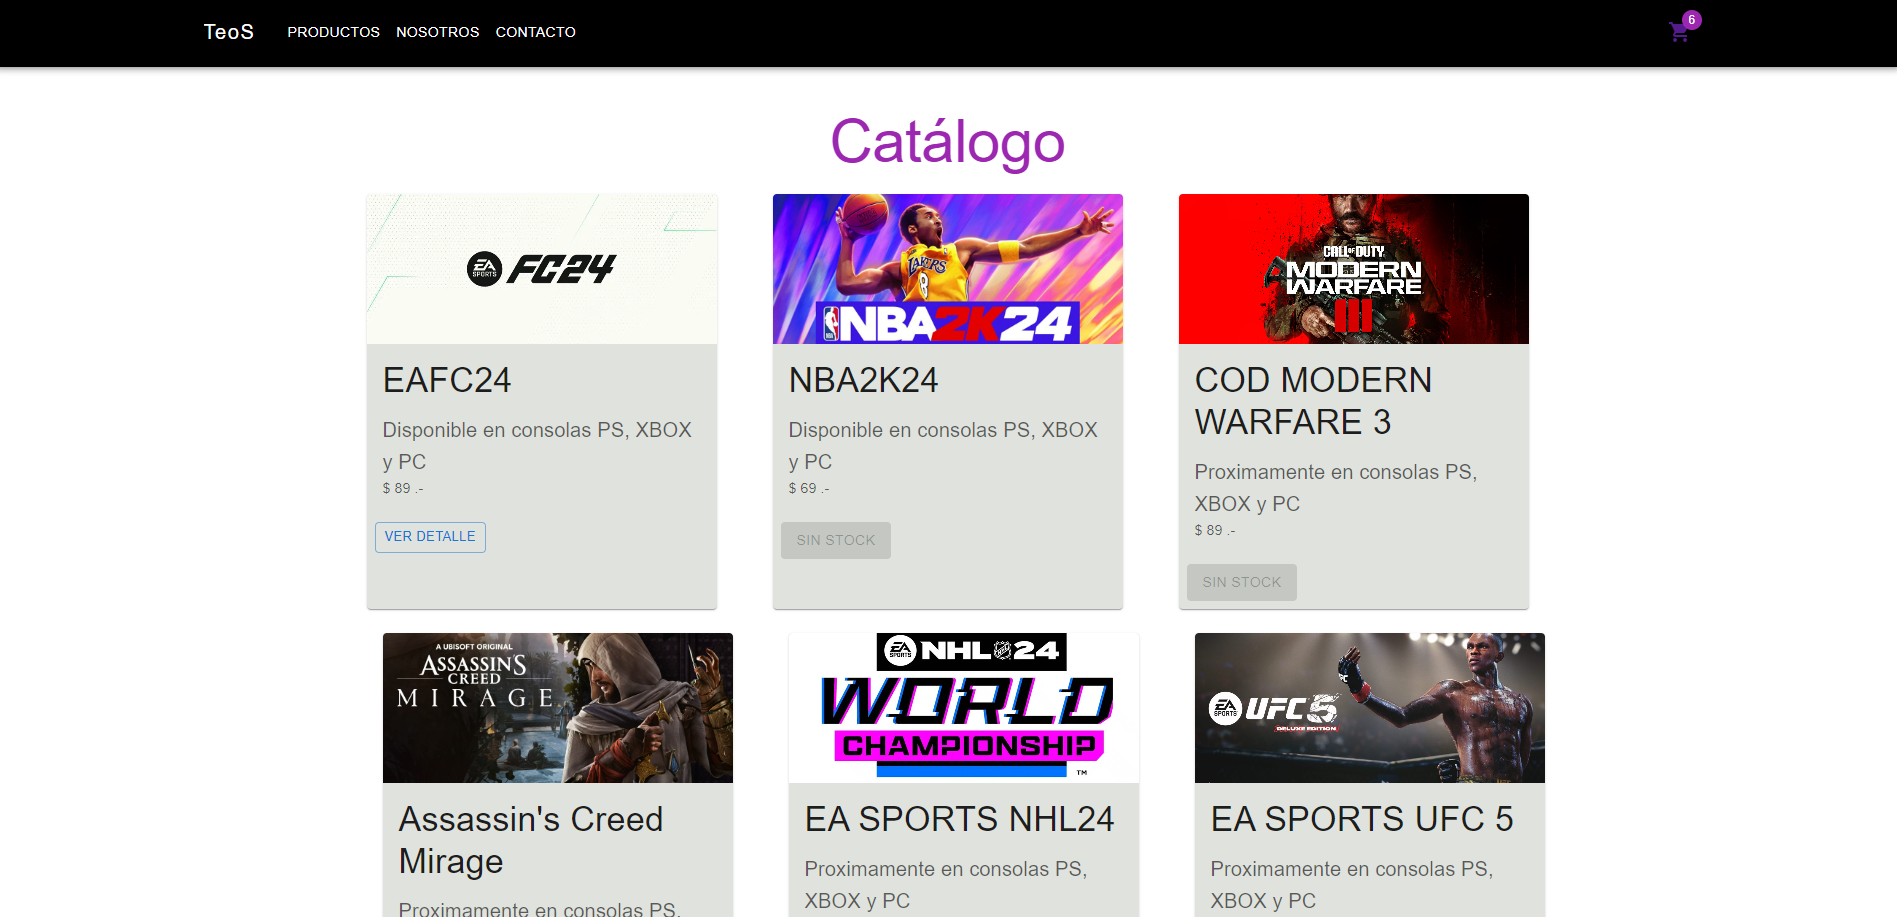 TeoS PRODUCTOS NOSOTROS CONTACTO 6
Catálogo
EA SPORTS FC24
LAKERS 8
NBA2K24
CALL OF DUTY
MODERN
WARFARE
III
EAFC24
Disponible en consolas PS, XBOX
y PC
$ 89 .-
VER DETALLE
NBA2K24
Disponible en consolas PS, XBOX
y PC
$ 69 .-
SIN STOCK
COD MODERN
WARFARE 3
Proximamente en consolas PS,
XBOX y PC
$ 89 .-
SIN STOCK
A UBISOFT ORIGINAL
ASSASSIN'S
CREED
MIRAGE
EA SPORTS NHL 24
WORLD
CHAMPIONSHIP
TM
EA SPORTS UFC 5
DELUXE EDITION
Assassin's Creed
Mirage
Proximamente en consolas PS,
EA SPORTS NHL24
Proximamente en consolas PS,
XBOX y PC
EA SPORTS UFC 5
Proximamente en consolas PS,
XBOX y PC